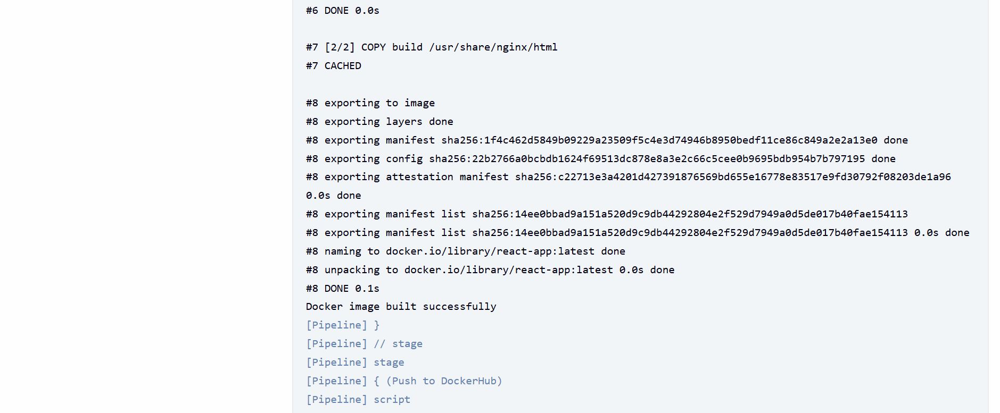 #6 DONE 0.0s
#7 [2/2] COPY build /usr/share/nginx/html
#7 CACHED
#8 exporting to image
#8 exporting layers done
#8 exporting manifest sha256:1f4c462d5849b09229a23509f5c4e3d74946b8950bedf11ce86c849a2e2a13e0 done
#8 exporting config sha256:22b2766a0bcbdb1624f69513dc878e8a3e2c66c5cee0b9695bdb954b7b797195 done
#8 exporting attestation manifest sha256:c22713e3a4201d427391876569bd655e16778e83517e9fd30792f08203de1a96
0.0s done
#8 exporting manifest list sha256:14ee0bbad9a151a520d9c9db44292804e2f529d7949a0d5de017b40fae154113
#8 exporting manifest list sha256:14ee0bbad9a151a520d9c9db44292804e2f529d7949a0d5de017b40fae154113 0.0s done
#8 naming to docker.io/library/react-app:latest done
#8 unpacking to docker.io/library/react-app:latest 0.0s done
#8 DONE 0.1s
Docker image built successfully
[Pipeline] }
[Pipeline] // stage
[Pipeline] stage
[Pipeline] { (Push to DockerHub)
[Pipeline] script